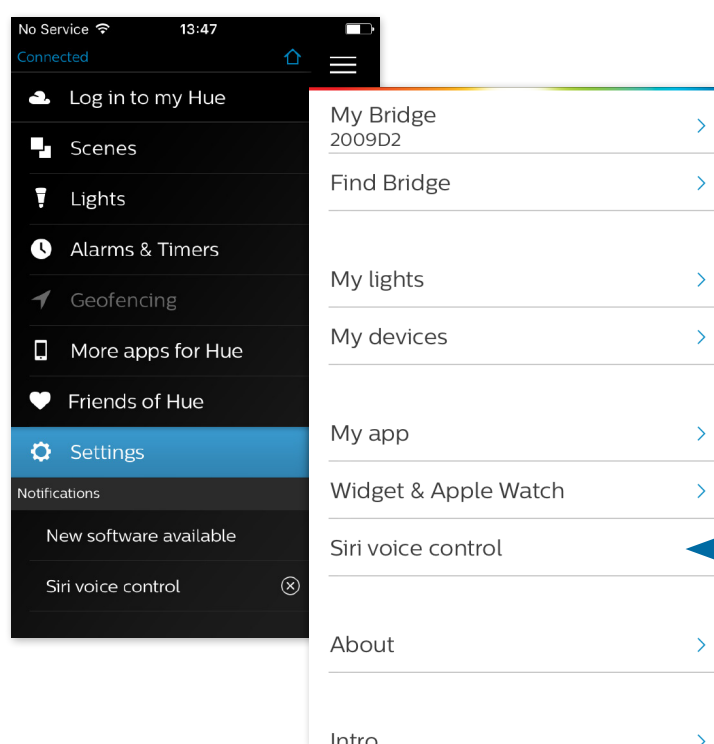 No Service 13:47
Connected
Log in to my Hue
Scenes
Lights
Alarms & Timers
Geofencing
More apps for Hue
Friends of Hue
Settings
Notifications
New software available
Siri voice control
My Bridge
2009D2
Find Bridge
My lights
My devices
My app
Widget & Apple Watch
Siri voice control
About
Intro